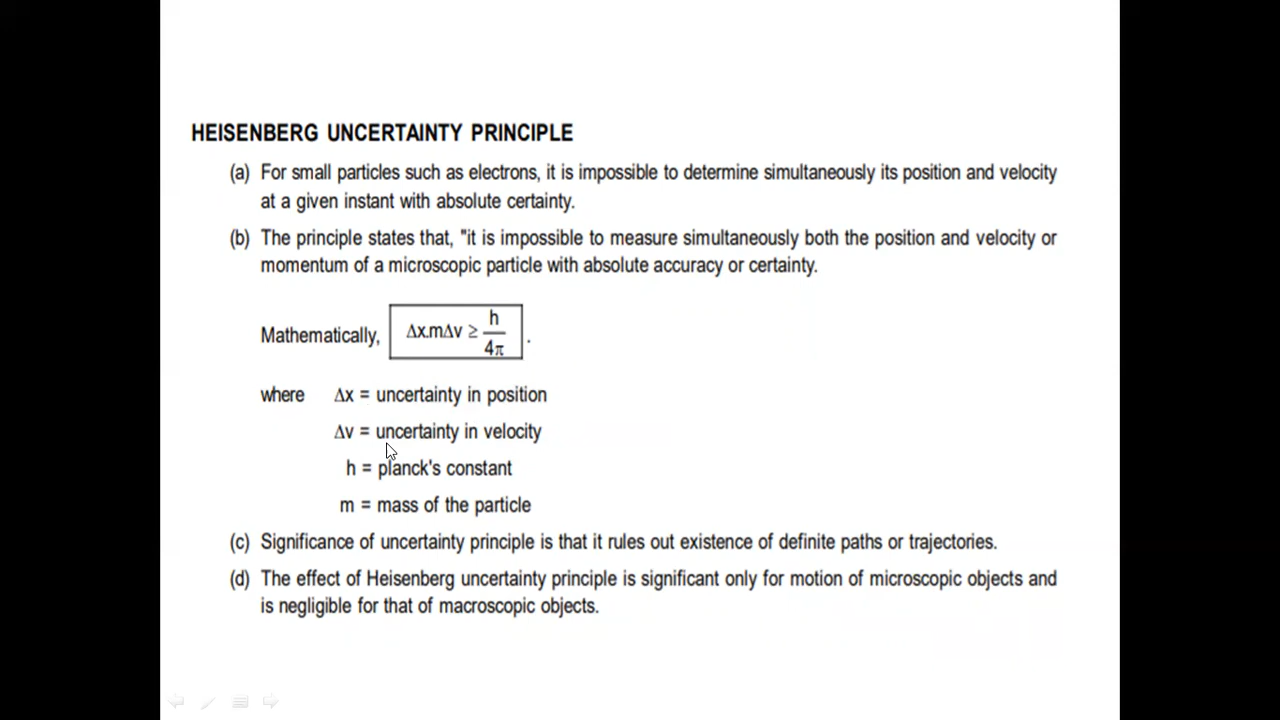 HEISENBERG UNCERTAINTY PRINCIPLE
(a) For small particles such as electrons, it is impossible to determine simultaneously its position and velocity
at a given instant with absolute certainty.
(b) The principle states that, "it is impossible to measure simultaneously both the position and velocity or
momentum of a microscopic particle with absolute accuracy or certainty.
Mathematically, Δx.mΔv ≥ h/4π .
where Δx = uncertainty in position
Δv = uncertainty in velocity
h = planck's constant
m = mass of the particle
(c) Significance of uncertainty principle is that it rules out existence of definite paths or trajectories.
(d) The effect of Heisenberg uncertainty principle is significant only for motion of microscopic objects and
is negligible for that of macroscopic objects.